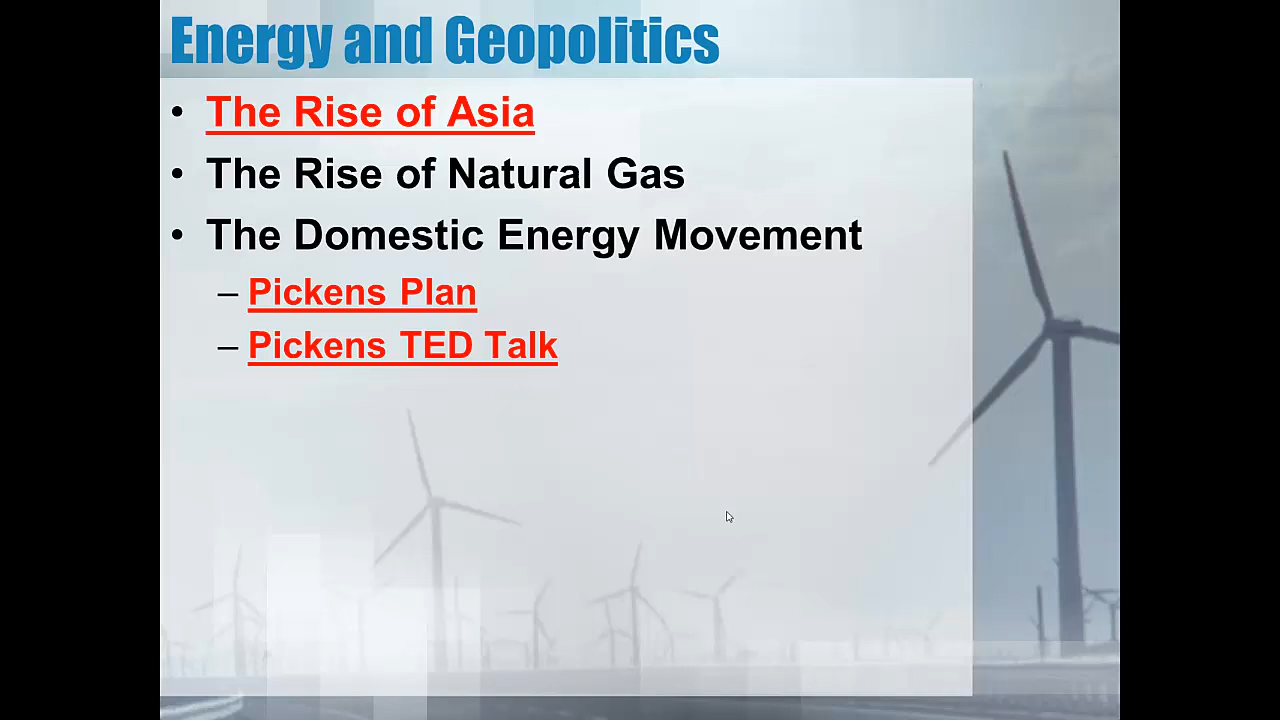 Energy and Geopolitics
• The Rise of Asia
• The Rise of Natural Gas
• The Domestic Energy Movement
– Pickens Plan
– Pickens TED Talk